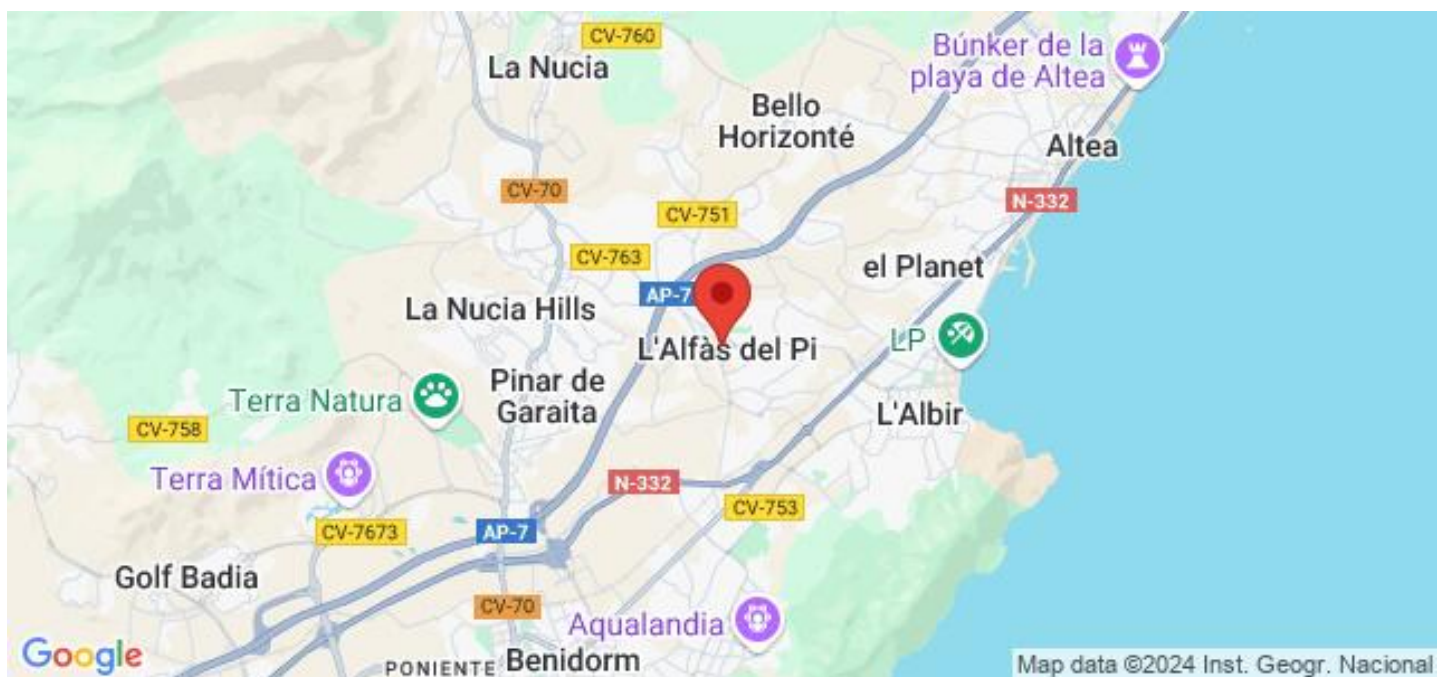 CV-760
La Nucia
Búnker de la
playa de Altea
Bello
Horizonté
Altea
CV-70
N-332
CV-751
CV-763
el Planet
AP-7
La Nucia Hills
L'Alfàs del Pi
LP
Pinar de
Garaita
Terra Natura
L'Albir
CV-758
Terra Mítica
N-332
CV-753
CV-7673
AP-7
Golf Badia
CV-70
Aqualandia
Google
PONIENTE
Benidorm
Map data ©2024 Inst. Geogr. Nacional